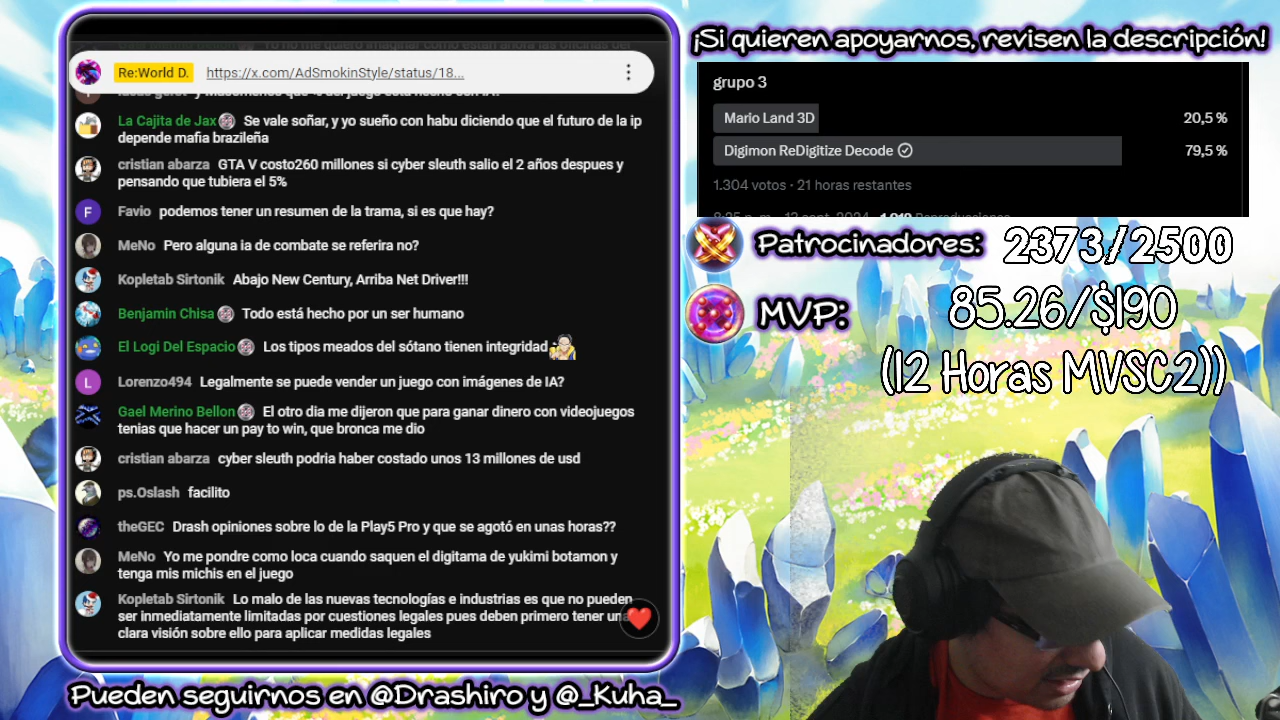 Re:World D. https://x.com/AdSmokinStyle/status/18...
La Cajita de Jax Se vale soñar, y yo sueño con habu diciendo que el futuro de la ip
depende mafia brazileña
cristian abarza GTA V costo260 millones si cyber sleuth salio el 2 años despues y
pensando que tubiera el 5%
F Favio podemos tener un resumen de la trama, si es que hay?
MeNo Pero alguna ia de combate se referira no?
Kopletab Sirtonik Abajo New Century, Arriba Net Driver!!!
Benjamin Chisa Todo está hecho por un ser humano
El Logi Del Espacio Los tipos meados del sótano tienen integridad
L Lorenzo494 Legalmente se puede vender un juego con imágenes de IA?
Gael Merino Bellon El otro dia me dijeron que para ganar dinero con videojuegos
tenias que hacer un pay to win, que bronca me dio
cristian abarza cyber sleuth podria haber costado unos 13 millones de usd
ps.Oslash facilito
theGEC Drash opiniones sobre lo de la Play5 Pro y que se agotó en unas horas??
MeNo Yo me pondre como loca cuando saquen el digitama de yukimi botamon y
tenga mis michis en el juego
Kopletab Sirtonik Lo malo de las nuevas tecnologías e industrias es que no pueden
ser inmediatamente limitadas por cuestiones legales pues deben primero tener una
clara visión sobre ello para aplicar medidas legales
Pueden seguirnos en @Drashiro y @_Kuha_
¡Si quieren apoyarnos, revisen la descripción!
grupo 3
Mario Land 3D 20,5 %
Digimon ReDigitize Decode 79,5 %
1.304 votos · 21 horas restantes
Patrocinadores: 2373/2500
MVP: 85.26/$190
(12 Horas MVSC2))